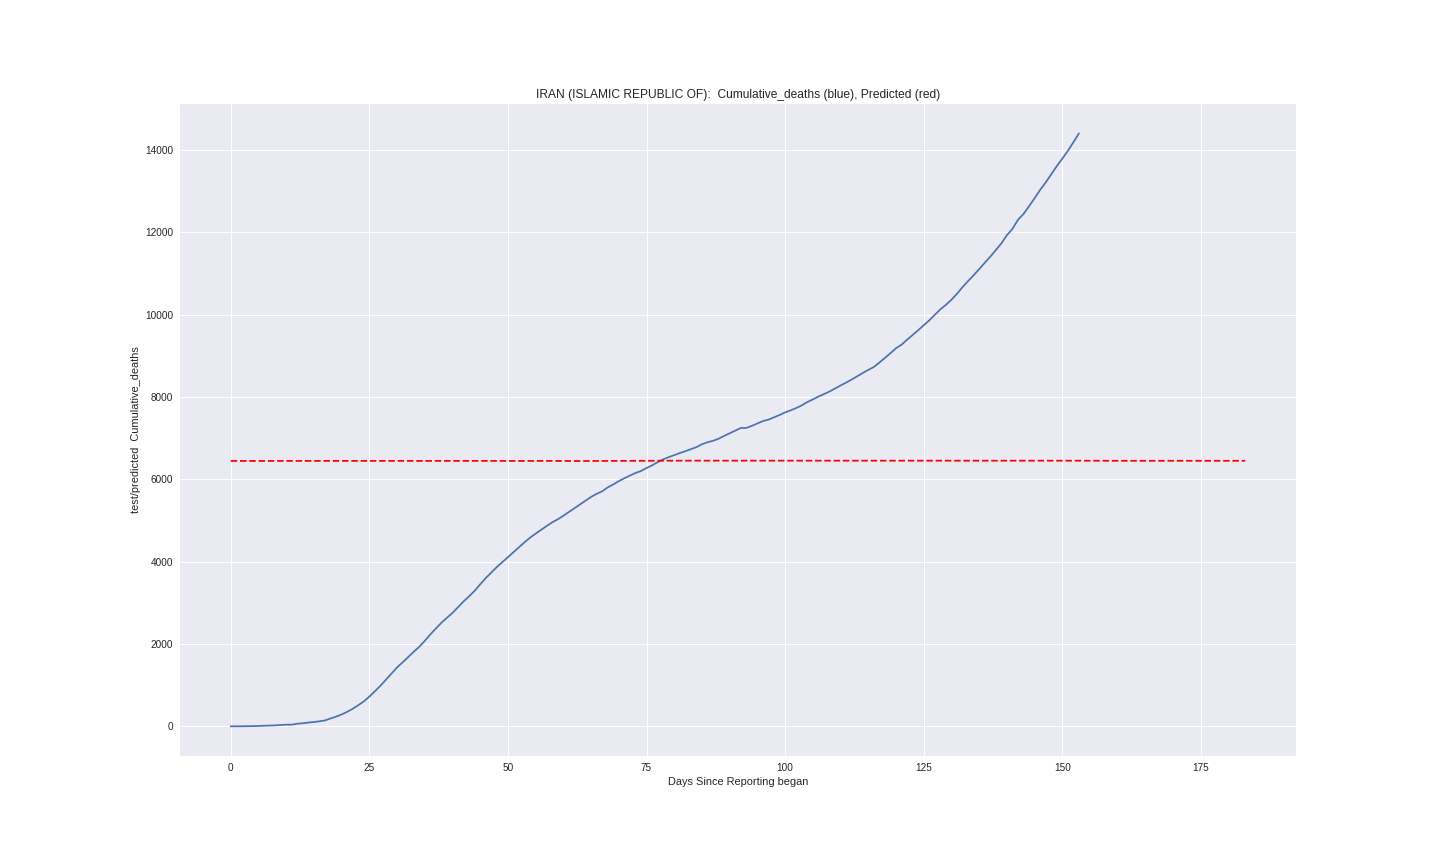 IRAN (ISLAMIC REPUBLIC OF):  Cumulative_deaths (blue), Predicted (red)
test/predicted  Cumulative_deaths
14000
12000
10000
8000
6000
4000
2000
0
0 25 50 75 100 125 150 175
Days Since Reporting began